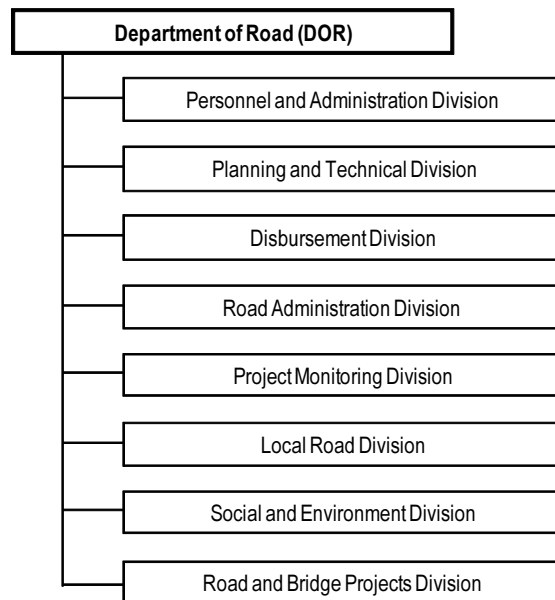 Department of Road (DOR)
Personnel and Administration Division
Planning and Technical Division
Disbursement Division
Road Administration Division
Project Monitoring Division
Local Road Division
Social and Environment Division
Road and Bridge Projects Division